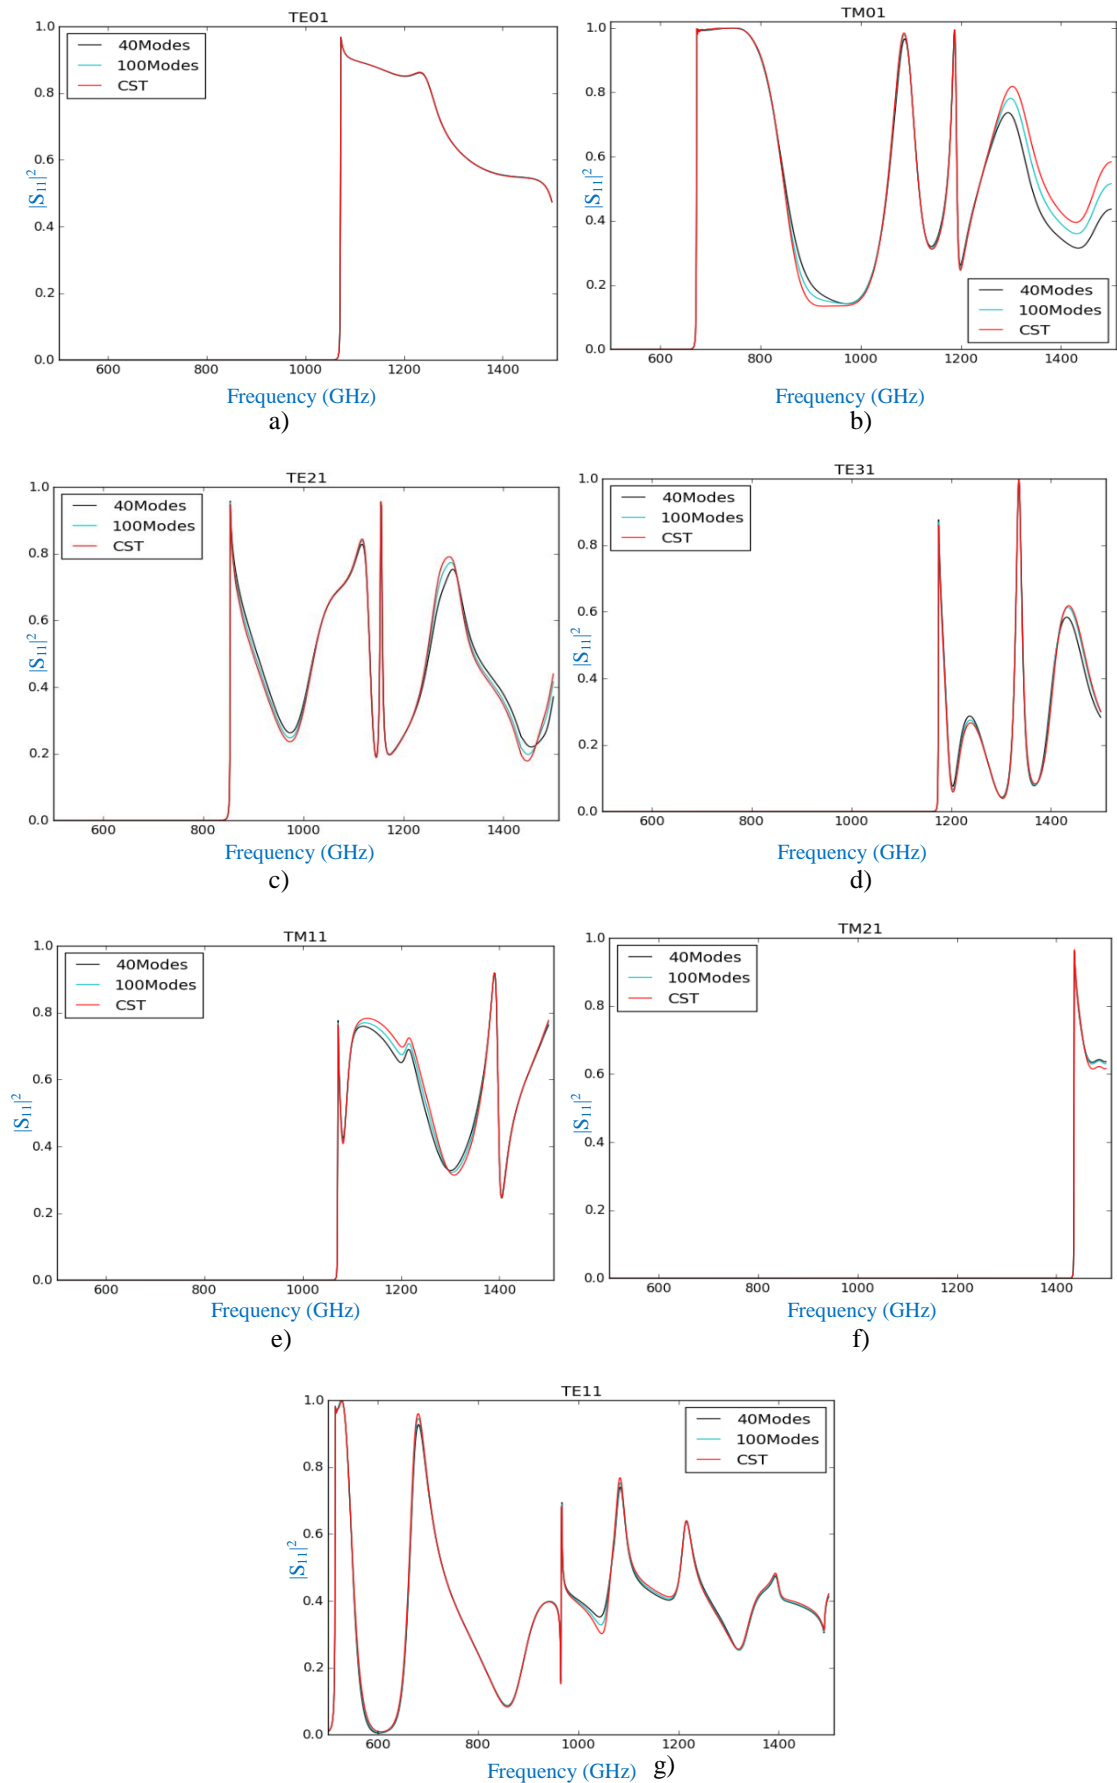 TE01
40Modes
100Modes
CST
1.0
0.8
0.6
0.4
0.2
0.0
|S11|²
600
800
1000
1200
1400
Frequency (GHz)
a)
TM01
1.0
0.8
0.6
0.4
0.2
0.0
|S11|²
40Modes
100Modes
CST
600
800
1000
1200
1400
Frequency (GHz)
b)
TE21
40Modes
100Modes
CST
1.0
0.8
0.6
0.4
0.2
0.0
|S11|²
600
800
1000
1200
1400
Frequency (GHz)
c)
TE31
40Modes
100Modes
CST
1.0
0.8
0.6
0.4
0.2
0.0
|S11|²
600
800
1000
1200
1400
Frequency (GHz)
d)
TM11
40Modes
100Modes
CST
1.0
0.8
0.6
0.4
0.2
0.0
|S11|²
600
800
1000
1200
1400
Frequency (GHz)
e)
TM21
40Modes
100Modes
CST
1.0
0.8
0.6
0.4
0.2
0.0
|S11|²
600
800
1000
1200
1400
Frequency (GHz)
f)
TE11
40Modes
100Modes
CST
1.0
0.8
0.6
0.4
0.2
0.0
|S11|²
600
800
1000
1200
1400
Frequency (GHz)
g)